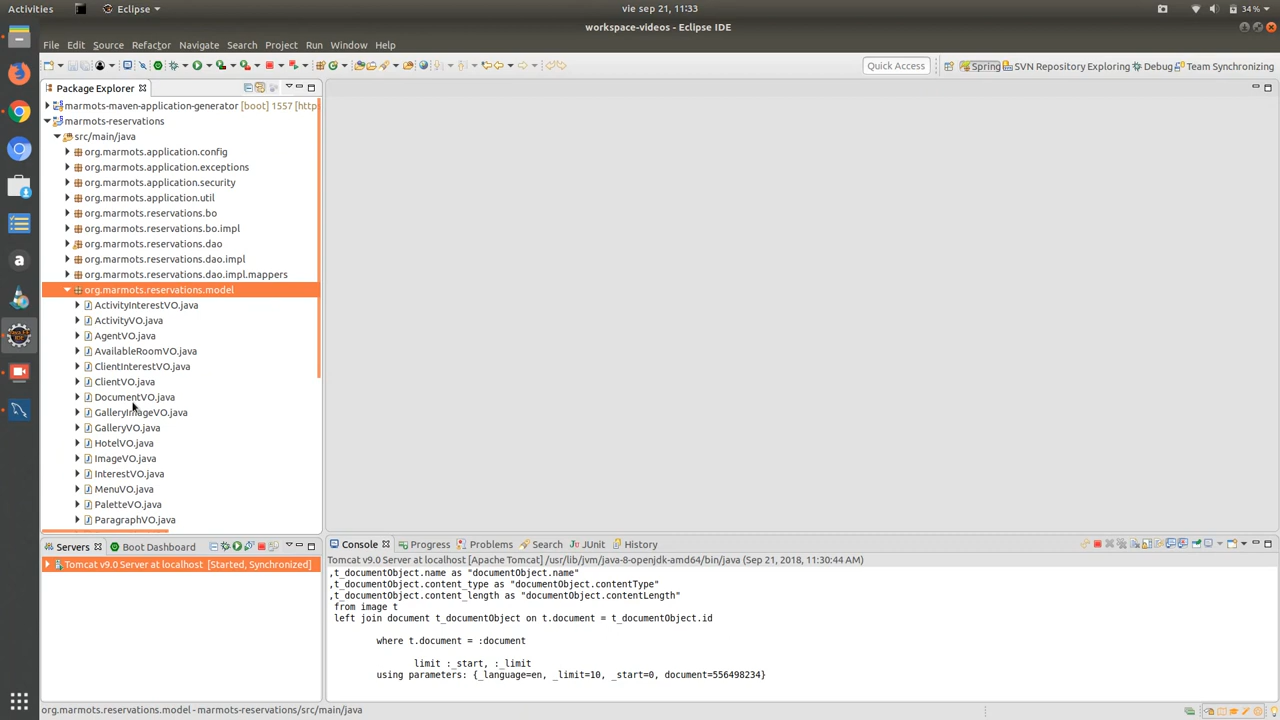 Activities
Eclipse
vie sep 21, 11:33
34 %
workspace-videos - Eclipse IDE
File Edit Source Refactor Navigate Search Project Run Window Help
Quick Access
Spring SVN Repository Exploring Debug Team Synchronizing
Package Explorer
marmots-maven-application-generator [boot] 1557 [http
marmots-reservations
src/main/java
org.marmots.application.config
org.marmots.application.exceptions
org.marmots.application.security
org.marmots.application.util
org.marmots.reservations.bo
org.marmots.reservations.bo.impl
org.marmots.reservations.dao
org.marmots.reservations.dao.impl
org.marmots.reservations.dao.impl.mappers
org.marmots.reservations.model
ActivityInterestVO.java
ActivityVO.java
AgentVO.java
AvailableRoomVO.java
ClientInterestVO.java
ClientVO.java
DocumentVO.java
GalleryImageVO.java
GalleryVO.java
HotelVO.java
ImageVO.java
InterestVO.java
MenuVO.java
PaletteVO.java
ParagraphVO.java
Servers Boot Dashboard
Tomcat v9.0 Server at localhost [Started, Synchronized]
Console Progress Problems Search JUnit History
Tomcat v9.0 Server at localhost [Apache Tomcat] /usr/lib/jvm/java-8-openjdk-amd64/bin/java (Sep 21, 2018, 11:30:44 AM)
,t_documentObject.name as "documentObject.name"
,t_documentObject.content_type as "documentObject.contentType"
,t_documentObject.content_length as "documentObject.contentLength"
from image t
left join document t_documentObject on t.document = t_documentObject.id
where t.document = :document
limit :_start, :_limit
using parameters: {_language=en, _limit=10, _start=0, document=556498234}
org.marmots.reservations.model - marmots-reservations/src/main/java